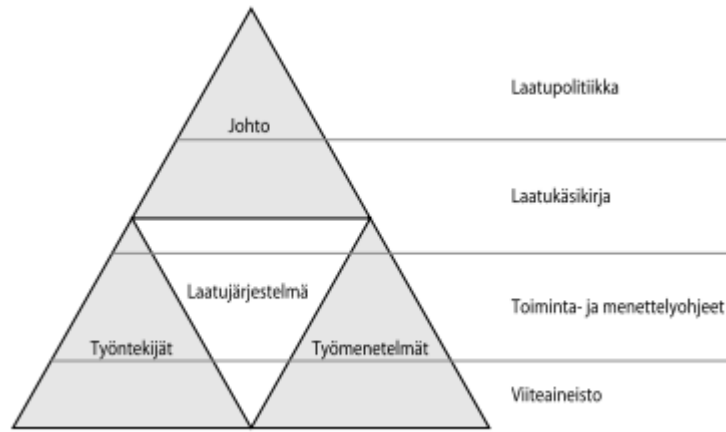 Laatupolitiikka
Johto
Laatukäsikirja
Laatujärjestelmä
Toiminta- ja menettelyohjeet
Työntekijät
Työmenetelmät
Viiteaineisto